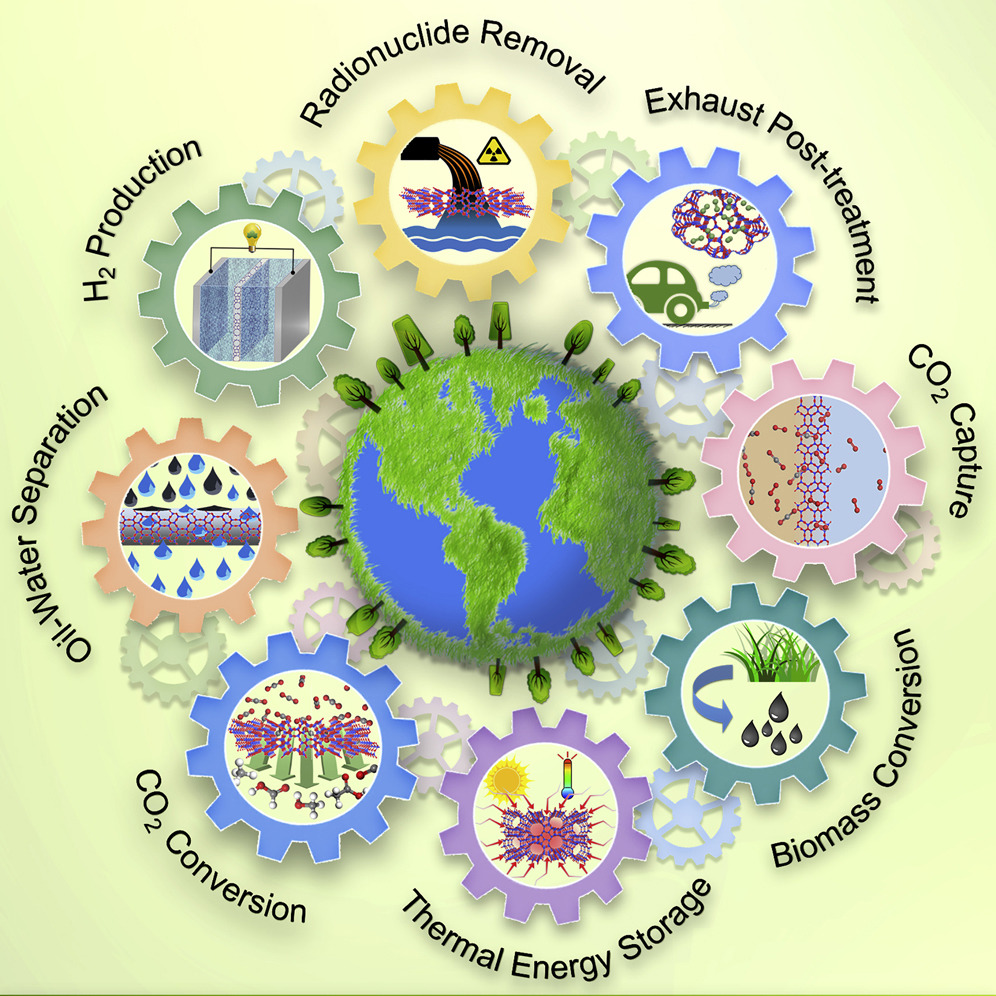 Radionuclide Removal
Exhaust Post-treatment
CO₂ Capture
Biomass Conversion
Thermal Energy Storage
CO₂ Conversion
Oil-Water Separation
H₂ Production